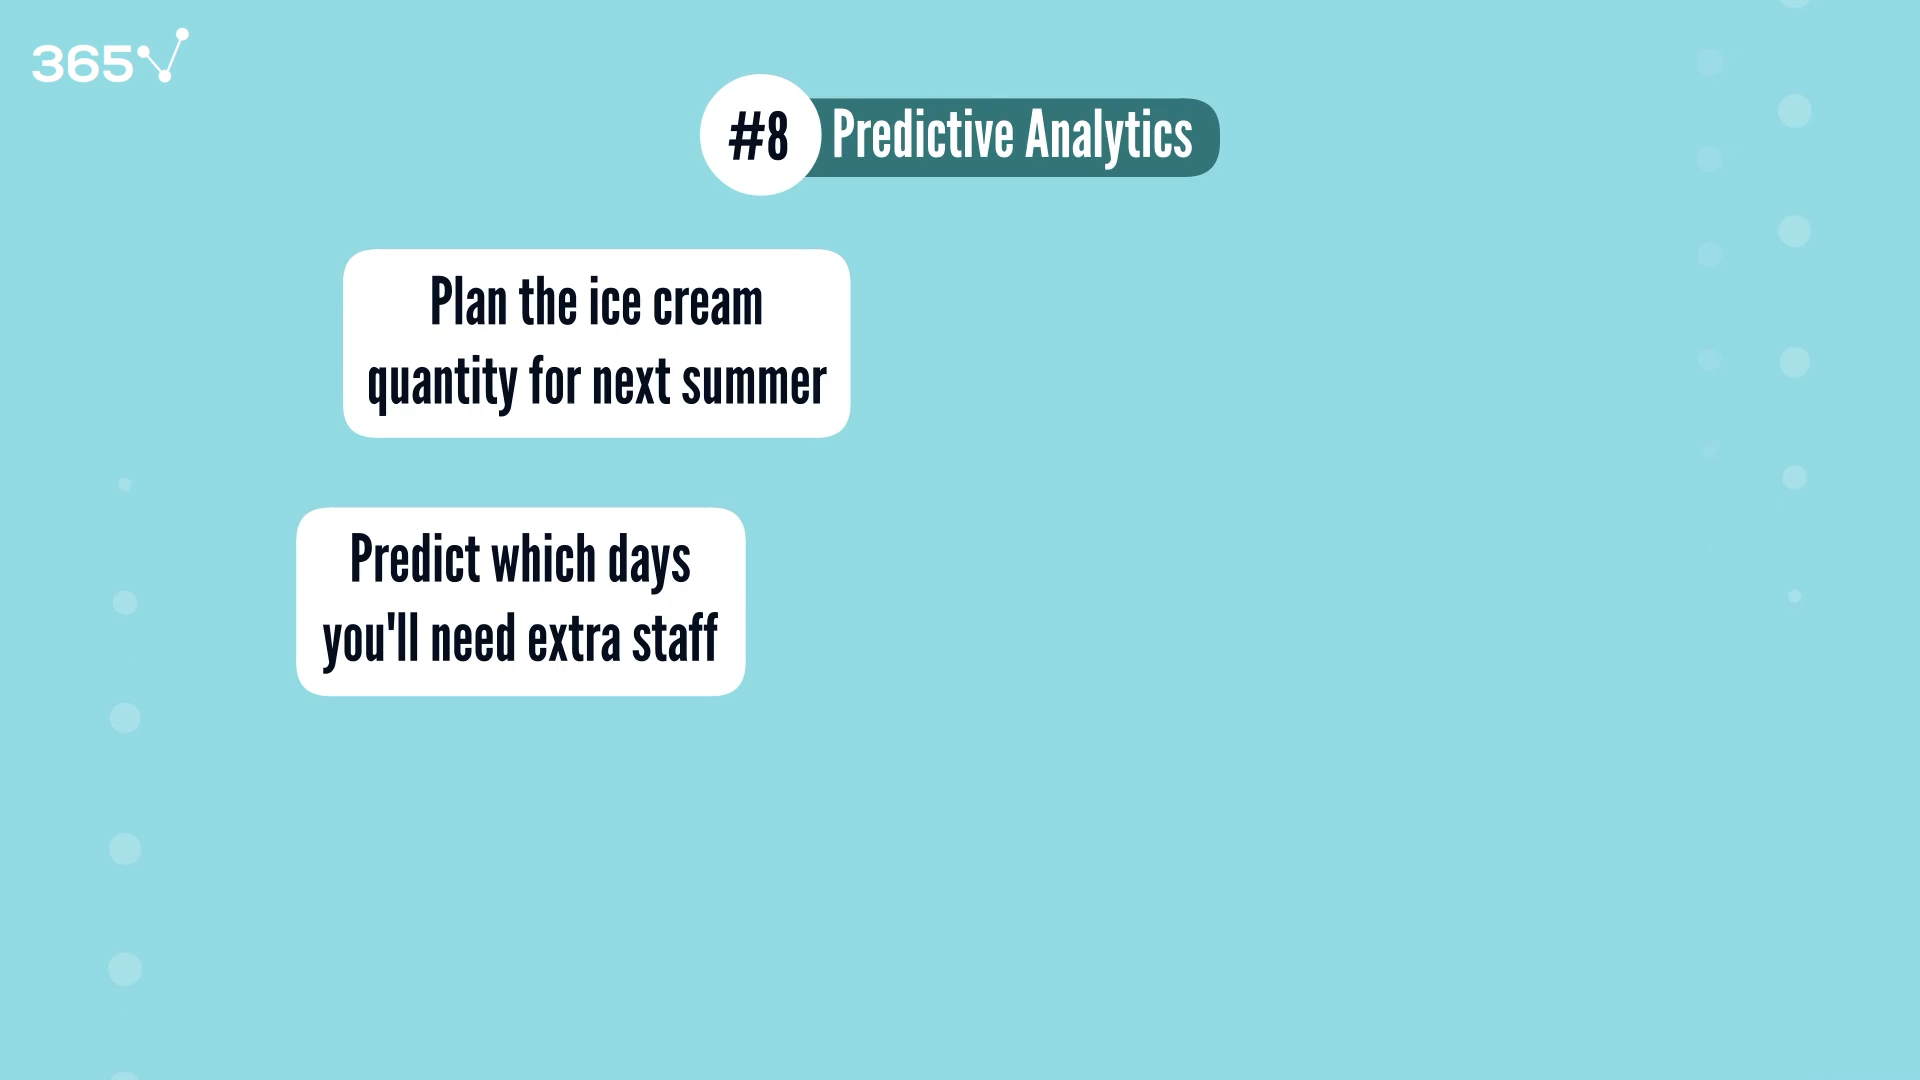 365
#8 Predictive Analytics
Plan the ice cream
quantity for next summer
Predict which days
you'll need extra staff